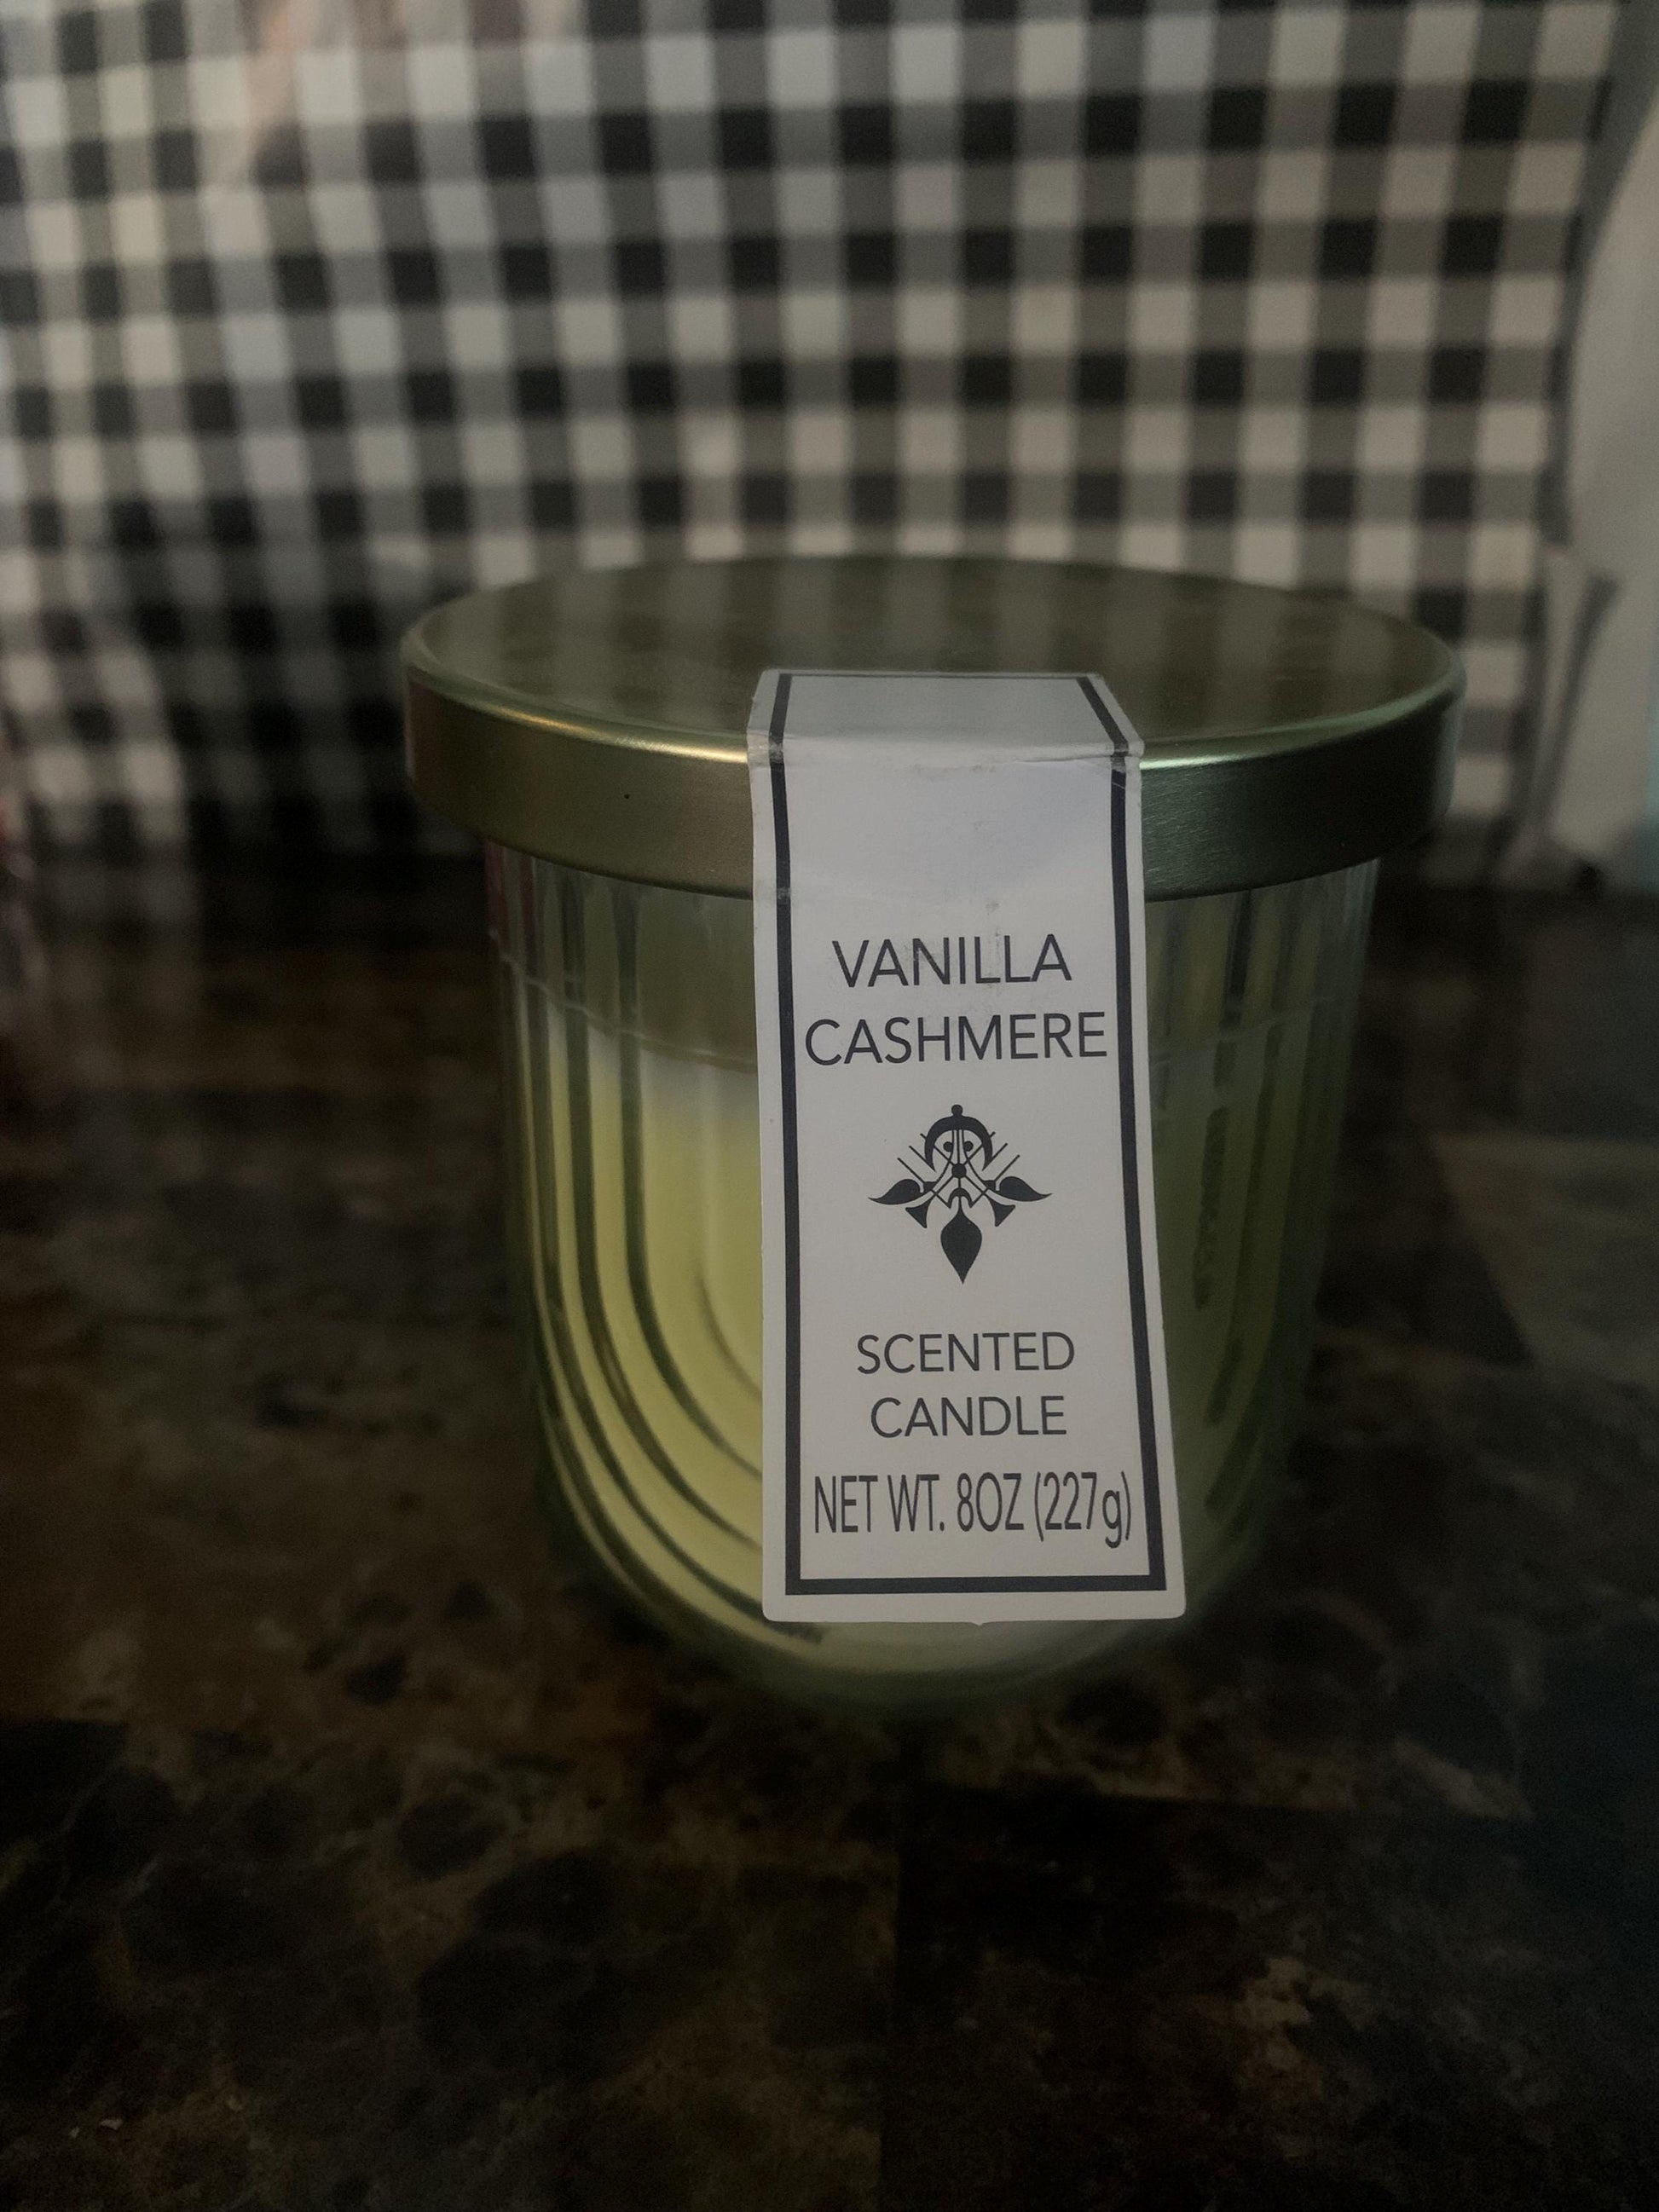 VANILLA
CASHMERE
SCENTED
CANDLE
NET WT. 8OZ (227g)